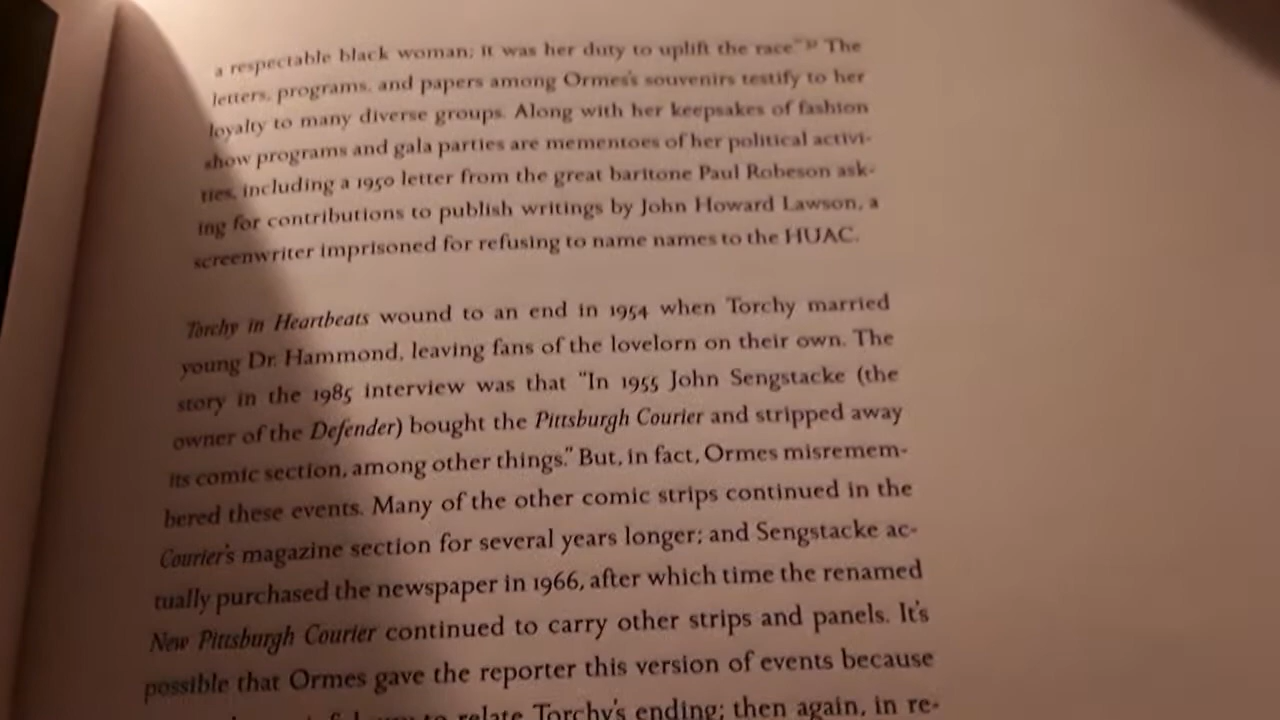 a respectable black woman; it was her duty to uplift the race" The
letters, programs, and papers among Ormes's souvenirs testify to her
loyalty to many diverse groups. Along with her keepsakes of fashion
show programs and gala parties are mementoes of her political activi-
ties, including a 1950 letter from the great baritone Paul Robeson ask-
ing for contributions to publish writings by John Howard Lawson, a
screenwriter imprisoned for refusing to name names to the HUAC.
Torchy in Heartbeats wound to an end in 1954 when Torchy married
young Dr. Hammond, leaving fans of the lovelorn on their own. The
story in the 1985 interview was that "In 1955 John Sengstacke (the
owner of the Defender) bought the Pittsburgh Courier and stripped away
its comic section, among other things." But, in fact, Ormes misremem-
bered these events. Many of the other comic strips continued in the
Courier's magazine section for several years longer; and Sengstacke ac-
tually purchased the newspaper in 1966, after which time the renamed
New Pittsburgh Courier continued to carry other strips and panels. It's
possible that Ormes gave the reporter this version of events because
to relate Torchy's ending; then again, in re-